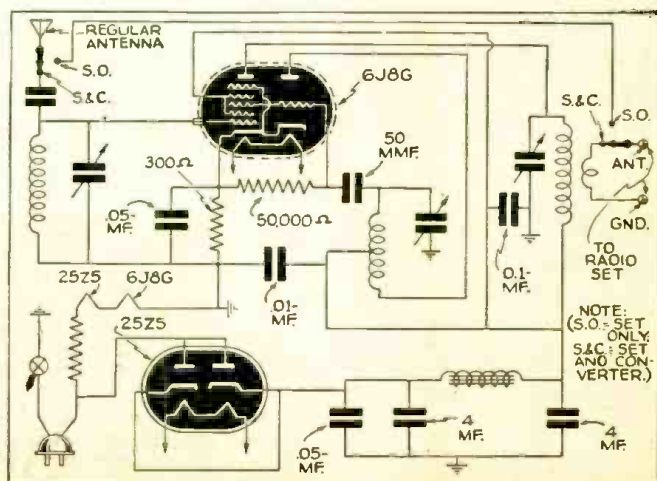 REGULAR
ANTENNA
S.O.
S.&C.
6J8G
S.&C.
S.O.
300Ω
50
MMF.
ANT.
.05-
MF.
50,000Ω
GND.
0.1-
MF.
TO
RADIO
SET
25Z5
6J8G
.01-
MF.
25Z5
NOTE:
(S.O.= SET
ONLY.
S.&C.= SET
AND CON-
VERTER.)
.05-
MF.
4
MF.
4
MF.